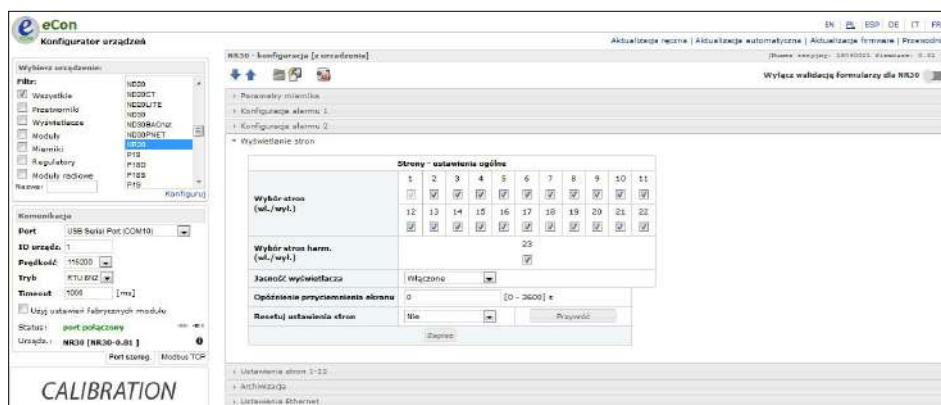 eCon
Konfigurator urządzeń
EN | PL | ESP | DE | IT | FR
Aktualizacja ręczna | Aktualizacja automatyczna | Aktualizacja firmware |
NR30 - konfiguracja [z urządzenia]
Wyłącz walidację formularzy dla NR30
Wybierz urządzenie:
Filtr:
Wszystkie
Przetworniki
Wyświetlacze
Moduły
Mierniki
Regulatory
Moduły radiowe
Nazwa:
ND20
ND20CT
ND20LITE
ND30
ND30BACnet
ND30PNET
NR30
P18
P18D
P18S
P19
Konfiguruj
Komunikacja
Port USB Serial Port (COM10)
ID urządz. 1
Prędkość 115200
Tryb RTU 8N2
Timeout 1000 [ms]
Użyj ustawień fabrycznych modułu
Status: port połączony
Urządz.: NR30 [NR30-0.81 ]
Port szereg. Modbus TCP
CALIBRATION
Parametry miernika
Konfiguracja alarmu 1
Konfiguracja alarmu 2
Wyświetlanie stron
Strony - ustawienia ogólne
Wybór stron
(wł./wył.)
1 2 3 4 5 6 7 8 9 10 11
12 13 14 15 16 17 18 19 20 21 22
Wybór stron harm.
(wł./wył.)
23
Jasność wyświetlacza Włączone
Opóźnienie przyciemnienia ekranu 0 [0 - 3600] s
Resetuj ustawienia stron Nie Przywróć
Zapisz
Ustawienia stron 1-22
Archiwizacja
Ustawienia Ethernet